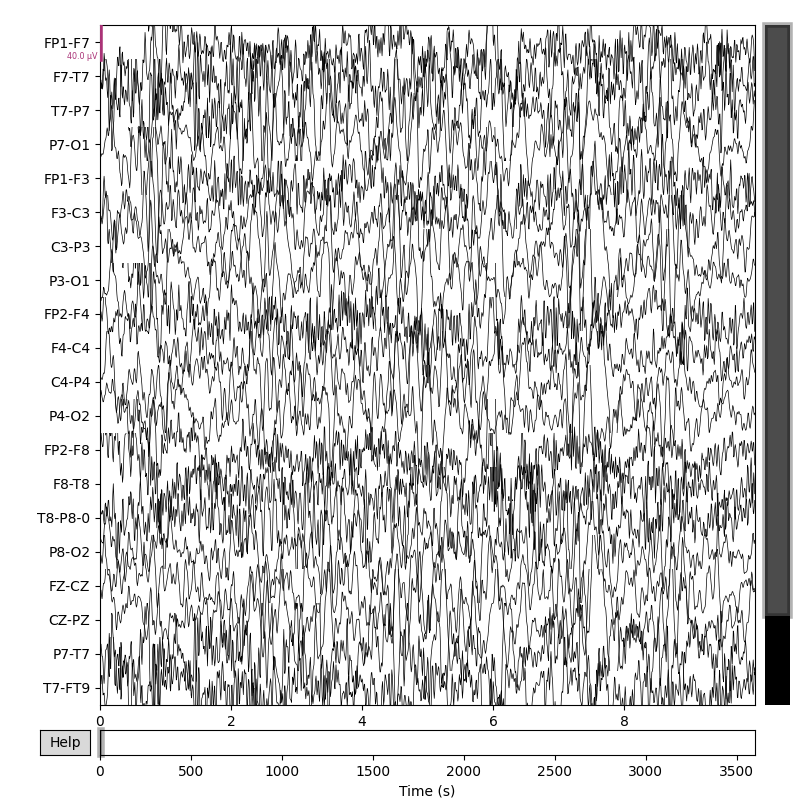 FP1-F7
40.0 µV
F7-T7
T7-P7
P7-O1
FP1-F3
F3-C3
C3-P3
P3-O1
FP2-F4
F4-C4
C4-P4
P4-O2
FP2-F8
F8-T8
T8-P8-0
P8-O2
FZ-CZ
CZ-PZ
P7-T7
T7-FT9
0 2 4 6 8
Help
0 500 1000 1500 2000 2500 3000 3500
Time (s)